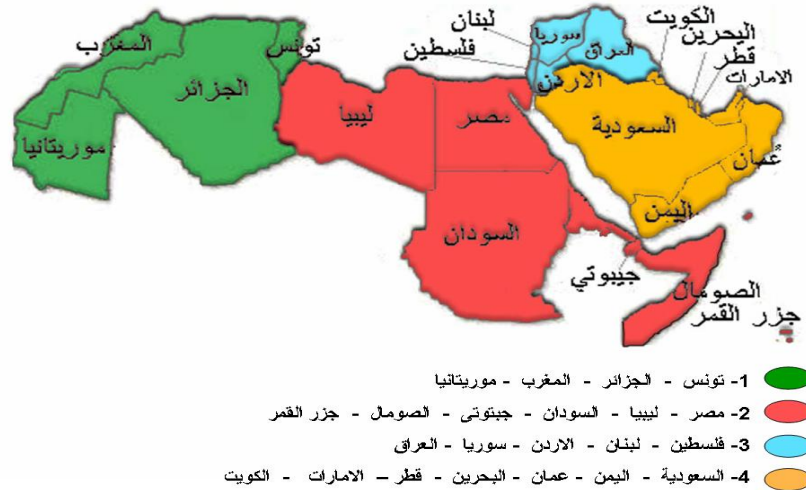 المغرب
تونس
الجزائر
موريتانيا
ليبيا
مصر
السودان
لبنان
فلسطين
سوريا
العراق
الاردن
الكويت
البحرين
قطر
الامارات
السعودية
عُمان
اليمن
جيبوتي
الصومال
جزر القمر
1- تونس - الجزائر - المغرب - موريتانيا
2- مصر - ليبيا - السودان - جبتوتى - الصومال - جزر القمر
3- فلسطين - لبنان - الاردن - سوريا - العراق
4- السعودية - اليمن - عمان - البحرين - قطر – الامارات - الكويت